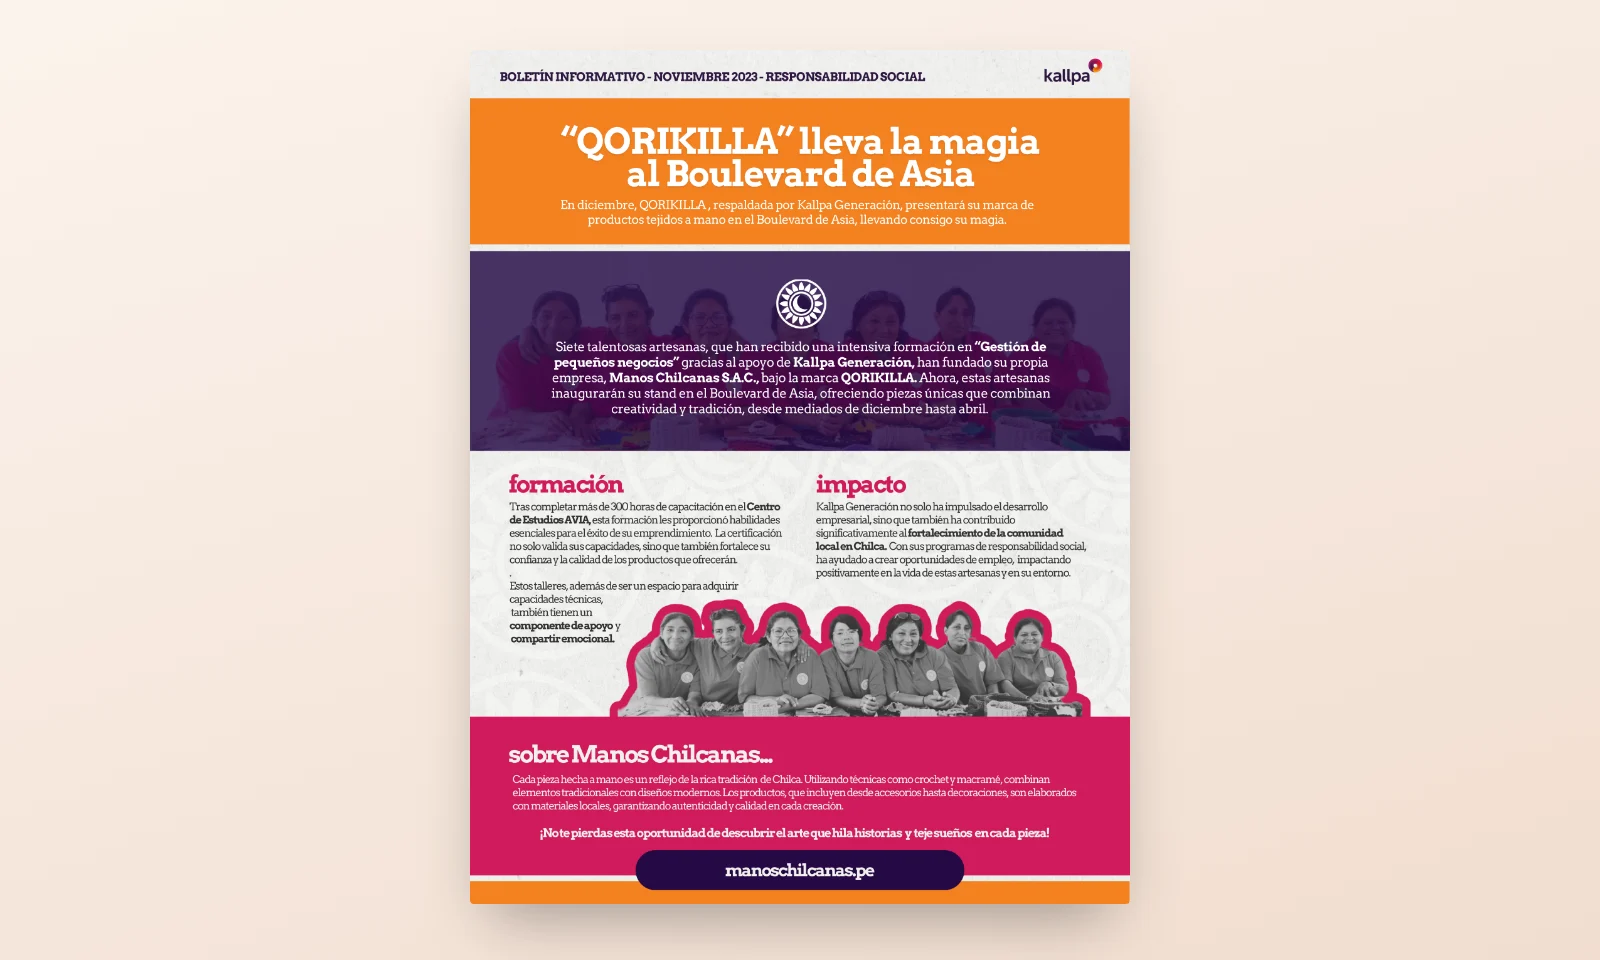 BOLETÍN INFORMATIVO - NOVIEMBRE 2023 - RESPONSABILIDAD SOCIAL
kallpa
“QORIKILLA” lleva la magia
al Boulevard de Asia
En diciembre, QORIKILLA , respaldada por Kallpa Generación, presentará su marca de
productos tejidos a mano en el Boulevard de Asia, llevando consigo su magia.
Siete talentosas artesanas, que han recibido una intensiva formación en “Gestión de
pequeños negocios” gracias al apoyo de Kallpa Generación, han fundado su propia
empresa, Manos Chilcanas S.A.C., bajo la marca QORIKILLA. Ahora, estas artesanas
inaugurarán su stand en el Boulevard de Asia, ofreciendo piezas únicas que combinan
creatividad y tradición, desde mediados de diciembre hasta abril.
formación
Tras completar más de 300 horas de capacitación en el Centro
de Estudios AVIA, esta formación les proporcionó habilidades
esenciales para el éxito de su emprendimiento. La certificación
no solo valida sus capacidades, sino que también fortalece su
confianza y la calidad de los productos que ofrecerán.
.
Estos talleres, además de ser un espacio para adquirir
capacidades técnicas,
también tienen un
componente de apoyo y
compartir emocional.
impacto
Kallpa Generación no solo ha impulsado el desarrollo
empresarial, sino que también ha contribuido
significativamente al fortalecimiento de la comunidad
local en Chilca. Con sus programas de responsabilidad social,
ha ayudado a crear oportunidades de empleo, impactando
positivamente en la vida de estas artesanas y en su entorno.
sobre Manos Chilcanas...
Cada pieza hecha a mano es un reflejo de la rica tradición de Chilca. Utilizando técnicas como crochet y macramé, combinan
elementos tradicionales con diseños modernos. Los productos, que incluyen desde accesorios hasta decoraciones, son elaborados
con materiales locales, garantizando autenticidad y calidad en cada creación.
¡No te pierdas esta oportunidad de descubrir el arte que hila historias y teje sueños en cada pieza!
manoschilcanas.pe